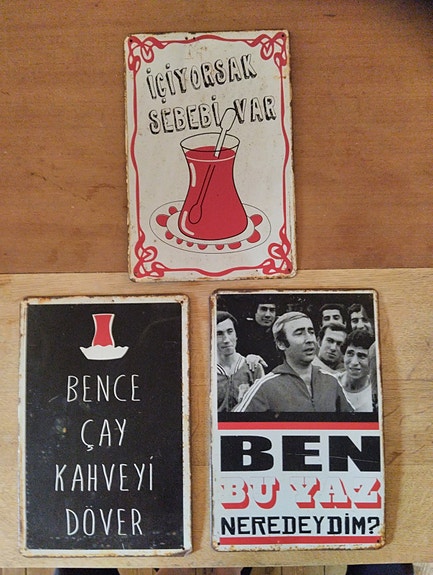 İÇİYORSAK
SEBEBİ VAR
BENCE
ÇAY
KAHVEYİ
DÖVER
BEN
BU YAZ
NEREDEYDİM?